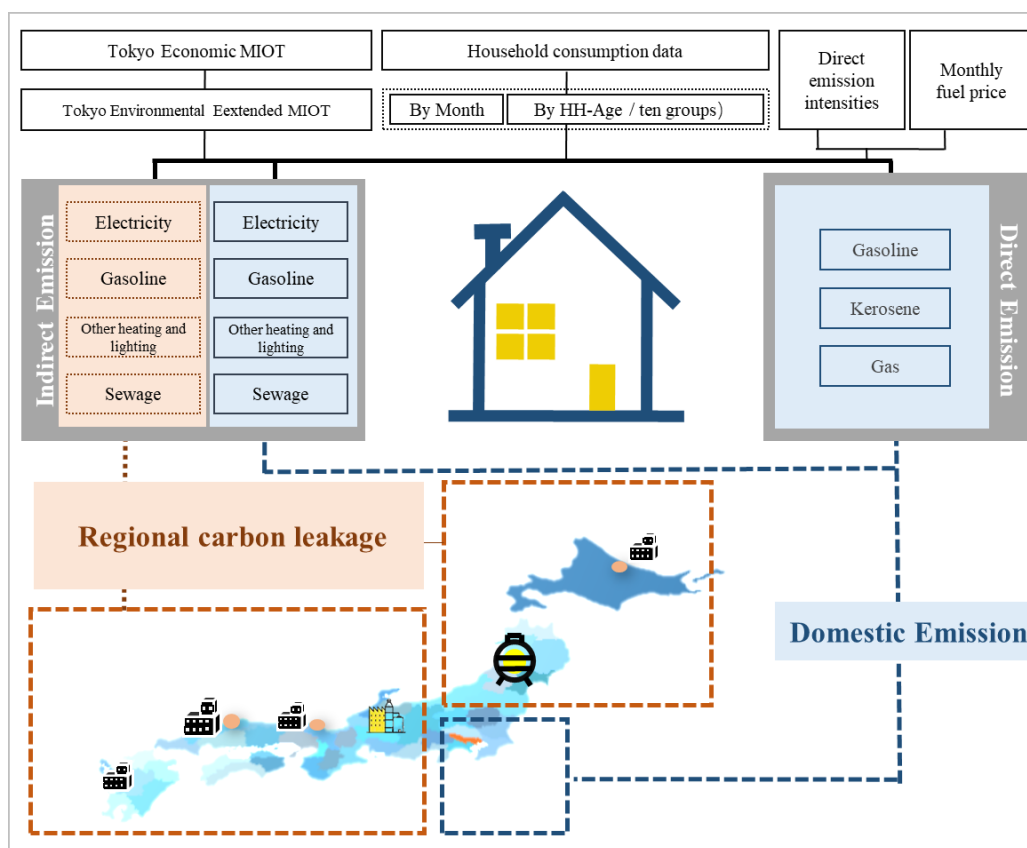 Tokyo Economic MIOT
Household consumption data
Direct
emission
intensities
Monthly
fuel price
Tokyo Environmental Eextended MIOT
By Month
By HH-Age / ten groups)
Indirect Emission
Electricity
Gasoline
Other heating and
lighting
Sewage
Electricity
Gasoline
Other heating and
lighting
Sewage
Gasoline
Kerosene
Gas
Direct Emission
Regional carbon leakage
Domestic Emission